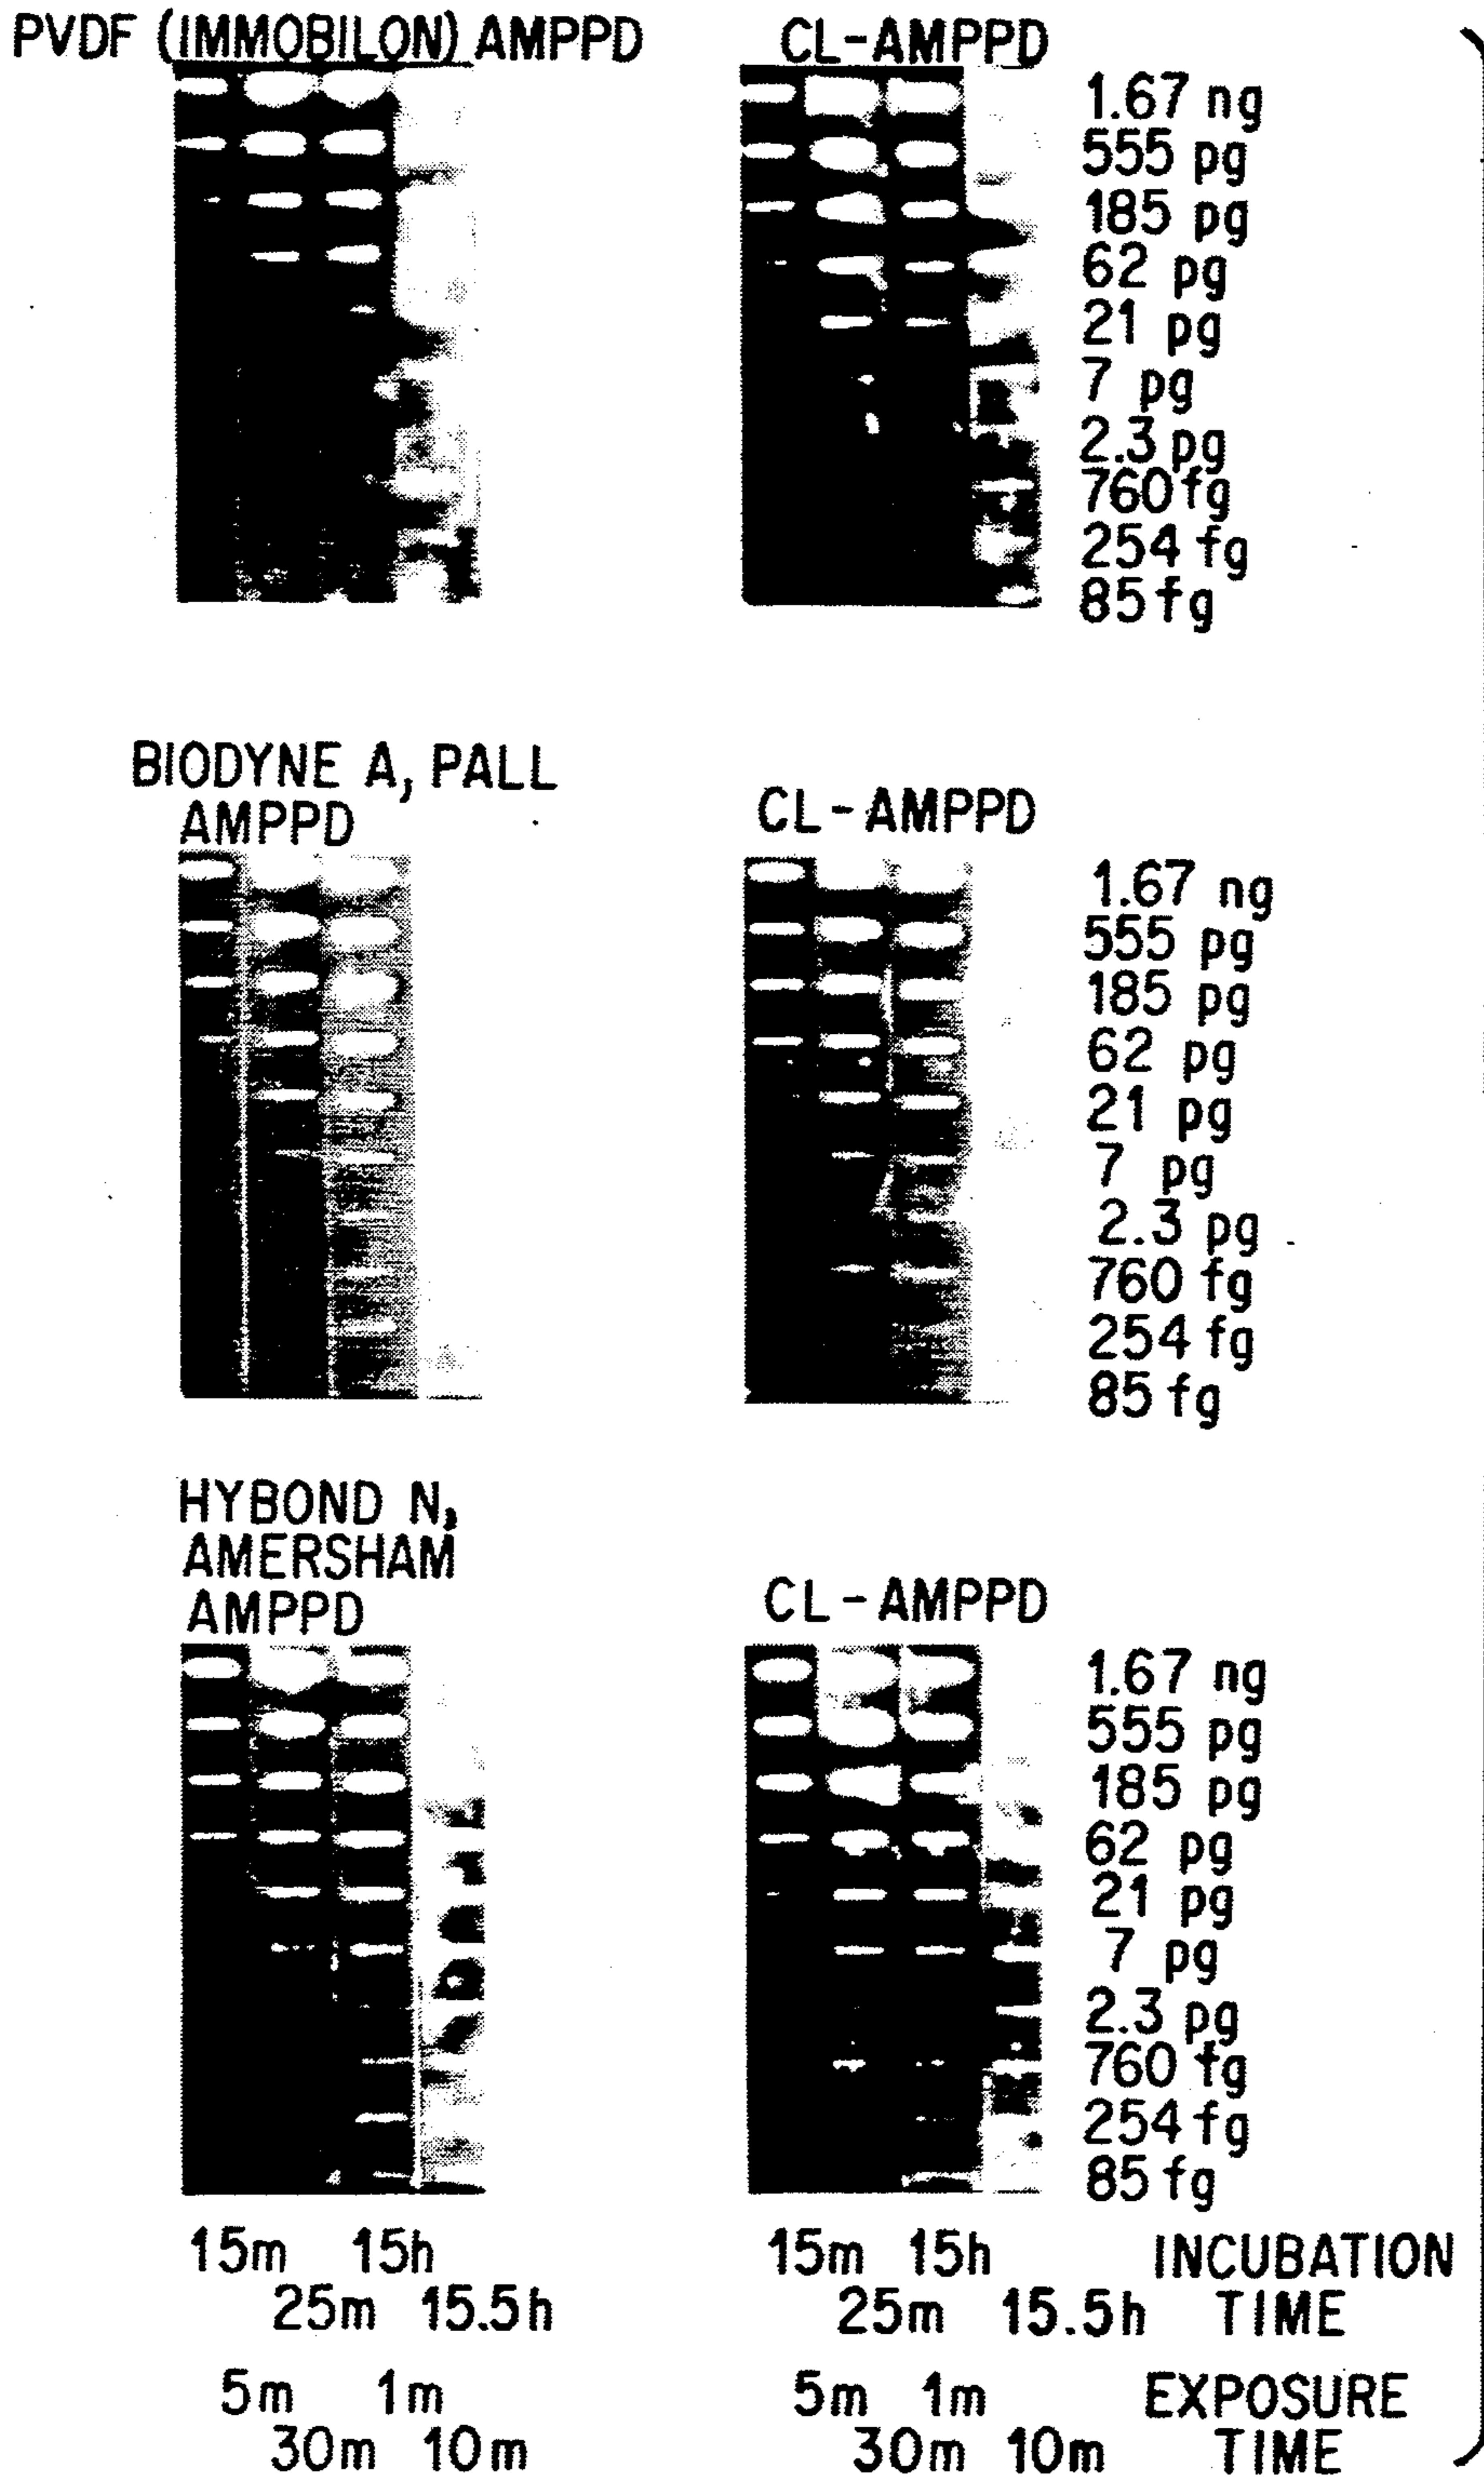 PVDF (IMMOBILON) AMPPD
CL-AMPPD
1.67 ng
555 pg
185 pg
62 pg
21 pg
7 pg
2.3 pg
760 fg
254 fg
85 fg
BIODYNE A, PALL
AMPPD
CL-AMPPD
1.67 ng
555 pg
185 pg
62 pg
21 pg
7 pg
2.3 pg
760 fg
254 fg
85 fg
HYBOND N,
AMERSHAM
AMPPD
CL-AMPPD
1.67 ng
555 pg
185 pg
62 pg
21 pg
7 pg
2.3 pg
760 fg
254 fg
85 fg
15m 15h 15m 15h INCUBATION
25m 15.5h 25m 15.5h TIME
5m 1m 5m 1m EXPOSURE
30m 10m 30m 10m TIME